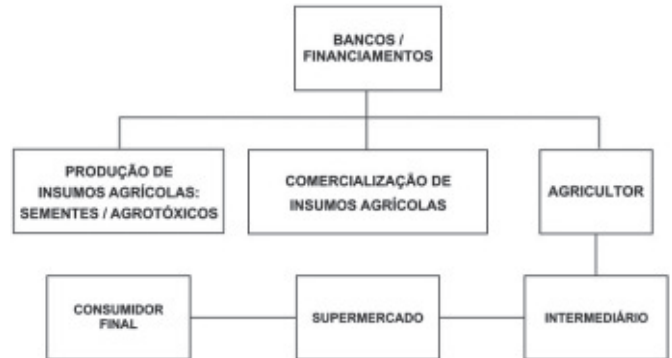 BANCOS /
FINANCIAMENTOS
PRODUÇÃO DE
INSUMOS AGRÍCOLAS:
SEMENTES / AGROTÓXICOS
COMERCIALIZAÇÃO DE
INSUMOS AGRÍCOLAS
AGRICULTOR
CONSUMIDOR
FINAL
SUPERMERCADO
INTERMEDIÁRIO